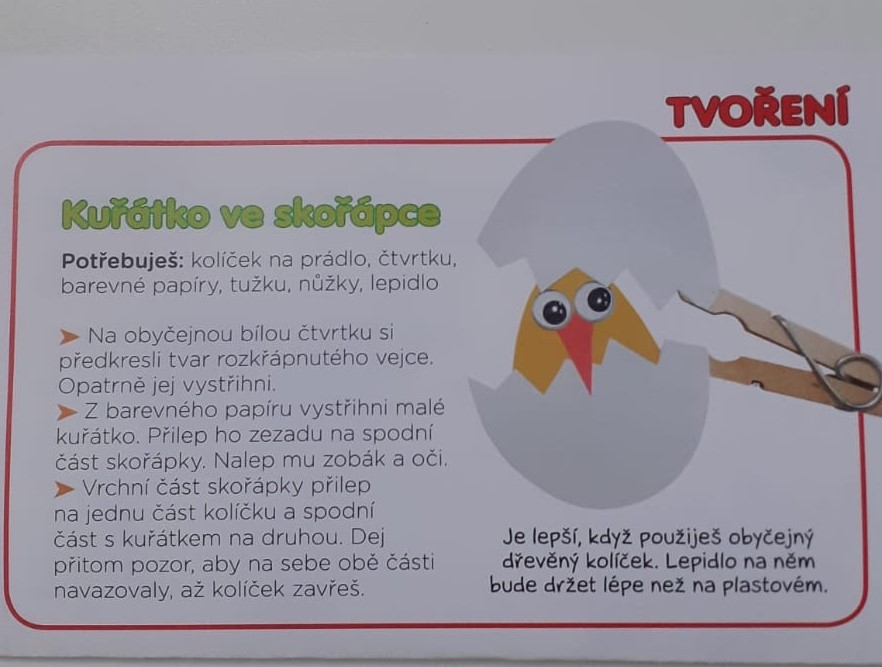 TVOŘENÍ
Kuřátko ve skořápce
Potřebuješ: kolíček na prádlo, čtvrtku,
barevné papíry, tužku, nůžky, lepidlo
➤ Na obyčejnou bílou čtvrtku si
předkresli tvar rozkřápnutého vejce.
Opatrně jej vystřihni.
➤ Z barevného papíru vystřihni malé
kuřátko. Přilep ho zezadu na spodní
část skořápky. Nalep mu zobák a oči.
➤ Vrchní část skořápky přilep
na jednu část kolíčku a spodní
část s kuřátkem na druhou. Dej
přitom pozor, aby na sebe obě části
navazovaly, až kolíček zavřeš.
Je lepší, když použiješ obyčejný
dřevěný kolíček. Lepidlo na něm
bude držet lépe než na plastovém.